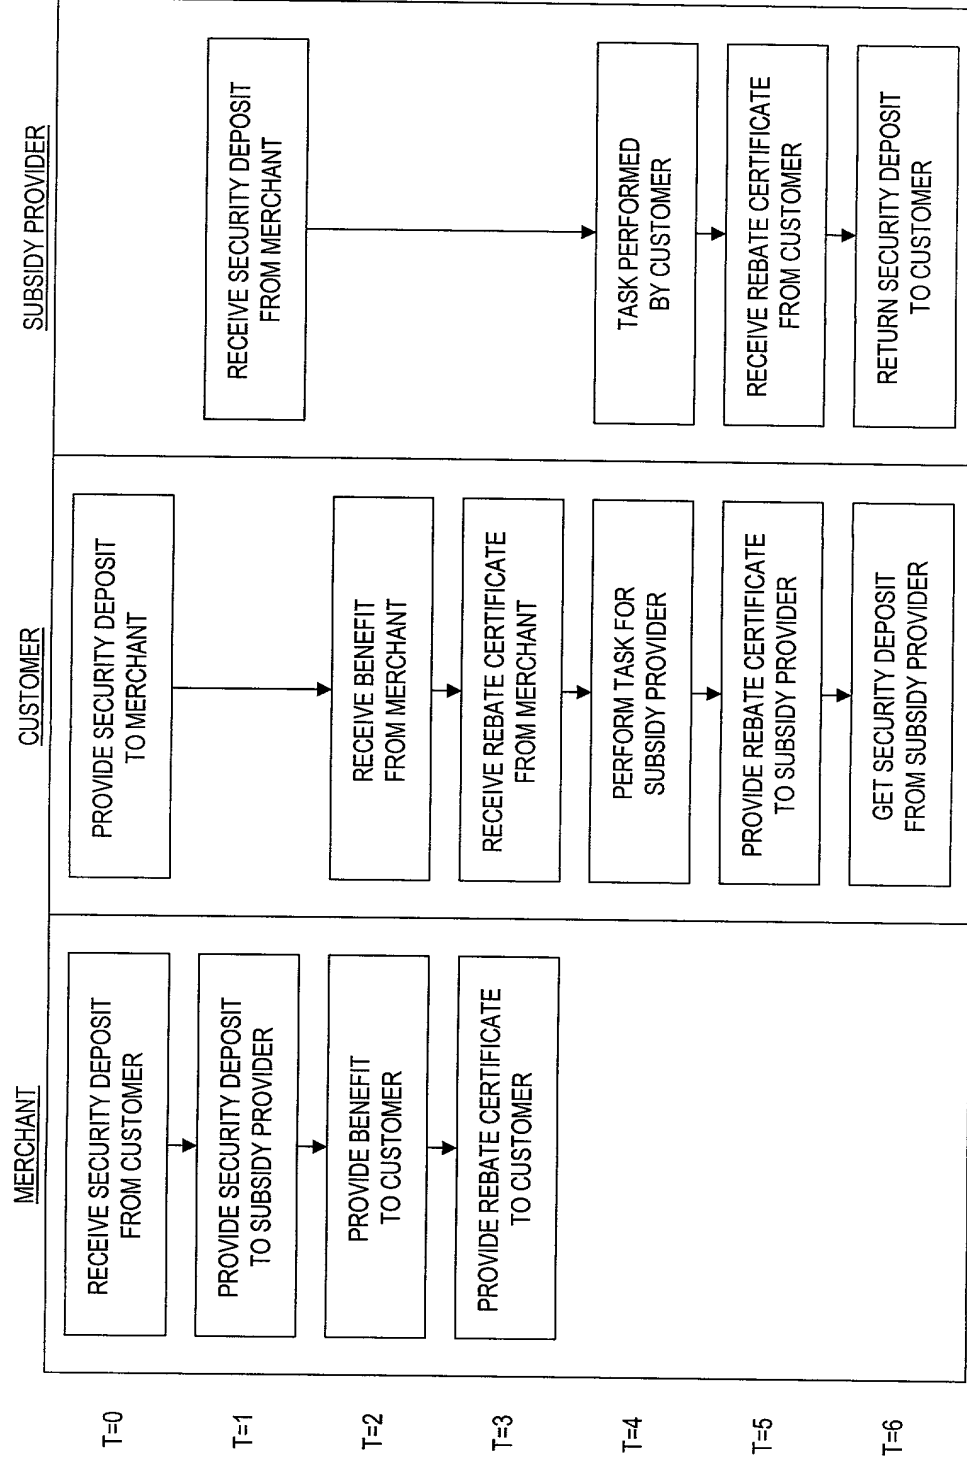 MERCHANT
CUSTOMER
SUBSIDY PROVIDER
T=0
RECEIVE SECURITY DEPOSIT
FROM CUSTOMER
PROVIDE SECURITY DEPOSIT
TO MERCHANT
T=1
PROVIDE SECURITY DEPOSIT
TO SUBSIDY PROVIDER
RECEIVE SECURITY DEPOSIT
FROM MERCHANT
T=2
PROVIDE BENEFIT
TO CUSTOMER
RECEIVE BENEFIT
FROM MERCHANT
T=3
PROVIDE REBATE CERTIFICATE
TO CUSTOMER
RECEIVE REBATE CERTIFICATE
FROM MERCHANT
T=4
PERFORM TASK FOR
SUBSIDY PROVIDER
TASK PERFORMED
BY CUSTOMER
T=5
PROVIDE REBATE CERTIFICATE
TO SUBSIDY PROVIDER
RECEIVE REBATE CERTIFICATE
FROM CUSTOMER
T=6
GET SECURITY DEPOSIT
FROM SUBSIDY PROVIDER
RETURN SECURITY DEPOSIT
TO CUSTOMER